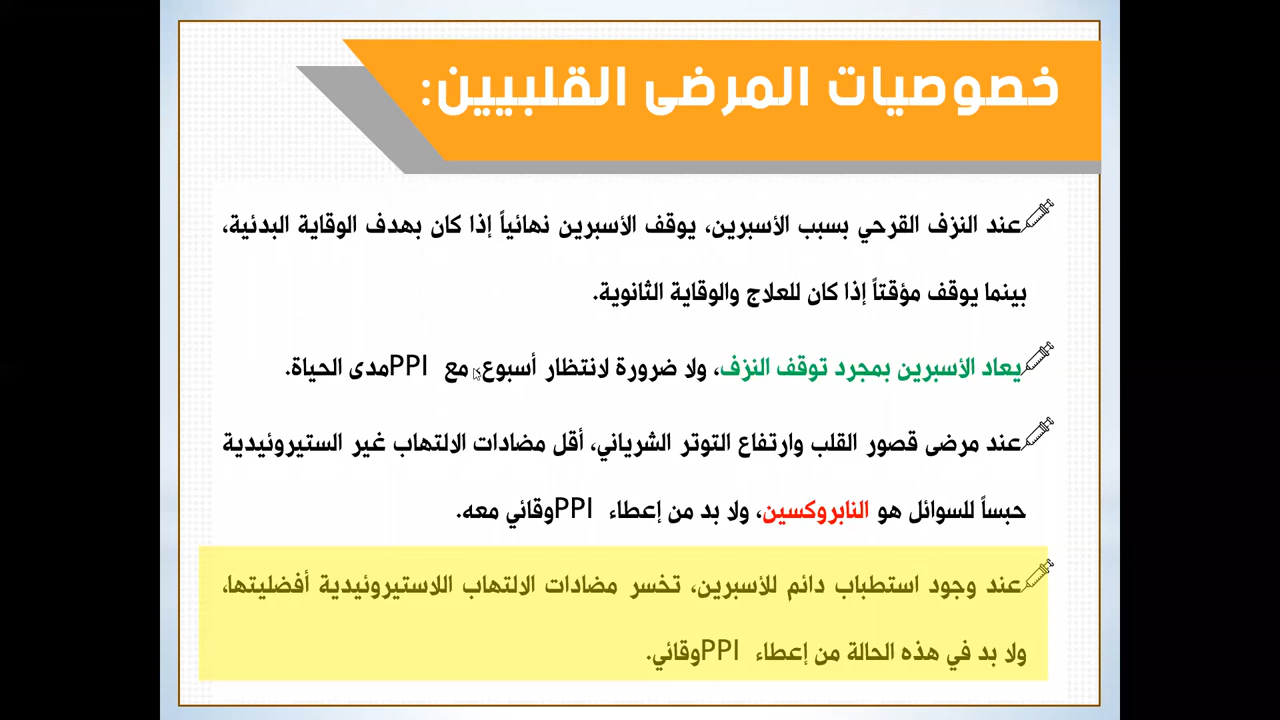 خصوصيات المرضى القلبيين:
عند النزف القرحي بسبب الأسبرين، يوقف الأسبرين نهائياً إذا كان بهدف الوقاية البدئية،
بينما يوقف مؤقتاً إذا كان للعلاج والوقاية الثانوية.
يعاد الأسبرين بمجرد توقف النزف، ولا ضرورة لانتظار أسبوع مع PPI مدى الحياة.
عند مرضى قصور القلب وارتفاع التوتر الشرياني، أقل مضادات الالتهاب غير الستيروئيدية
حبساً للسوائل هو النابروكسين، ولا بد من إعطاء PPI وقائي معه.
عند وجود استطباب دائم للأسبرين، تخسر مضادات الالتهاب اللاستيروئيدية أفضليتها،
ولا بد في هذه الحالة من إعطاء PPI وقائي.